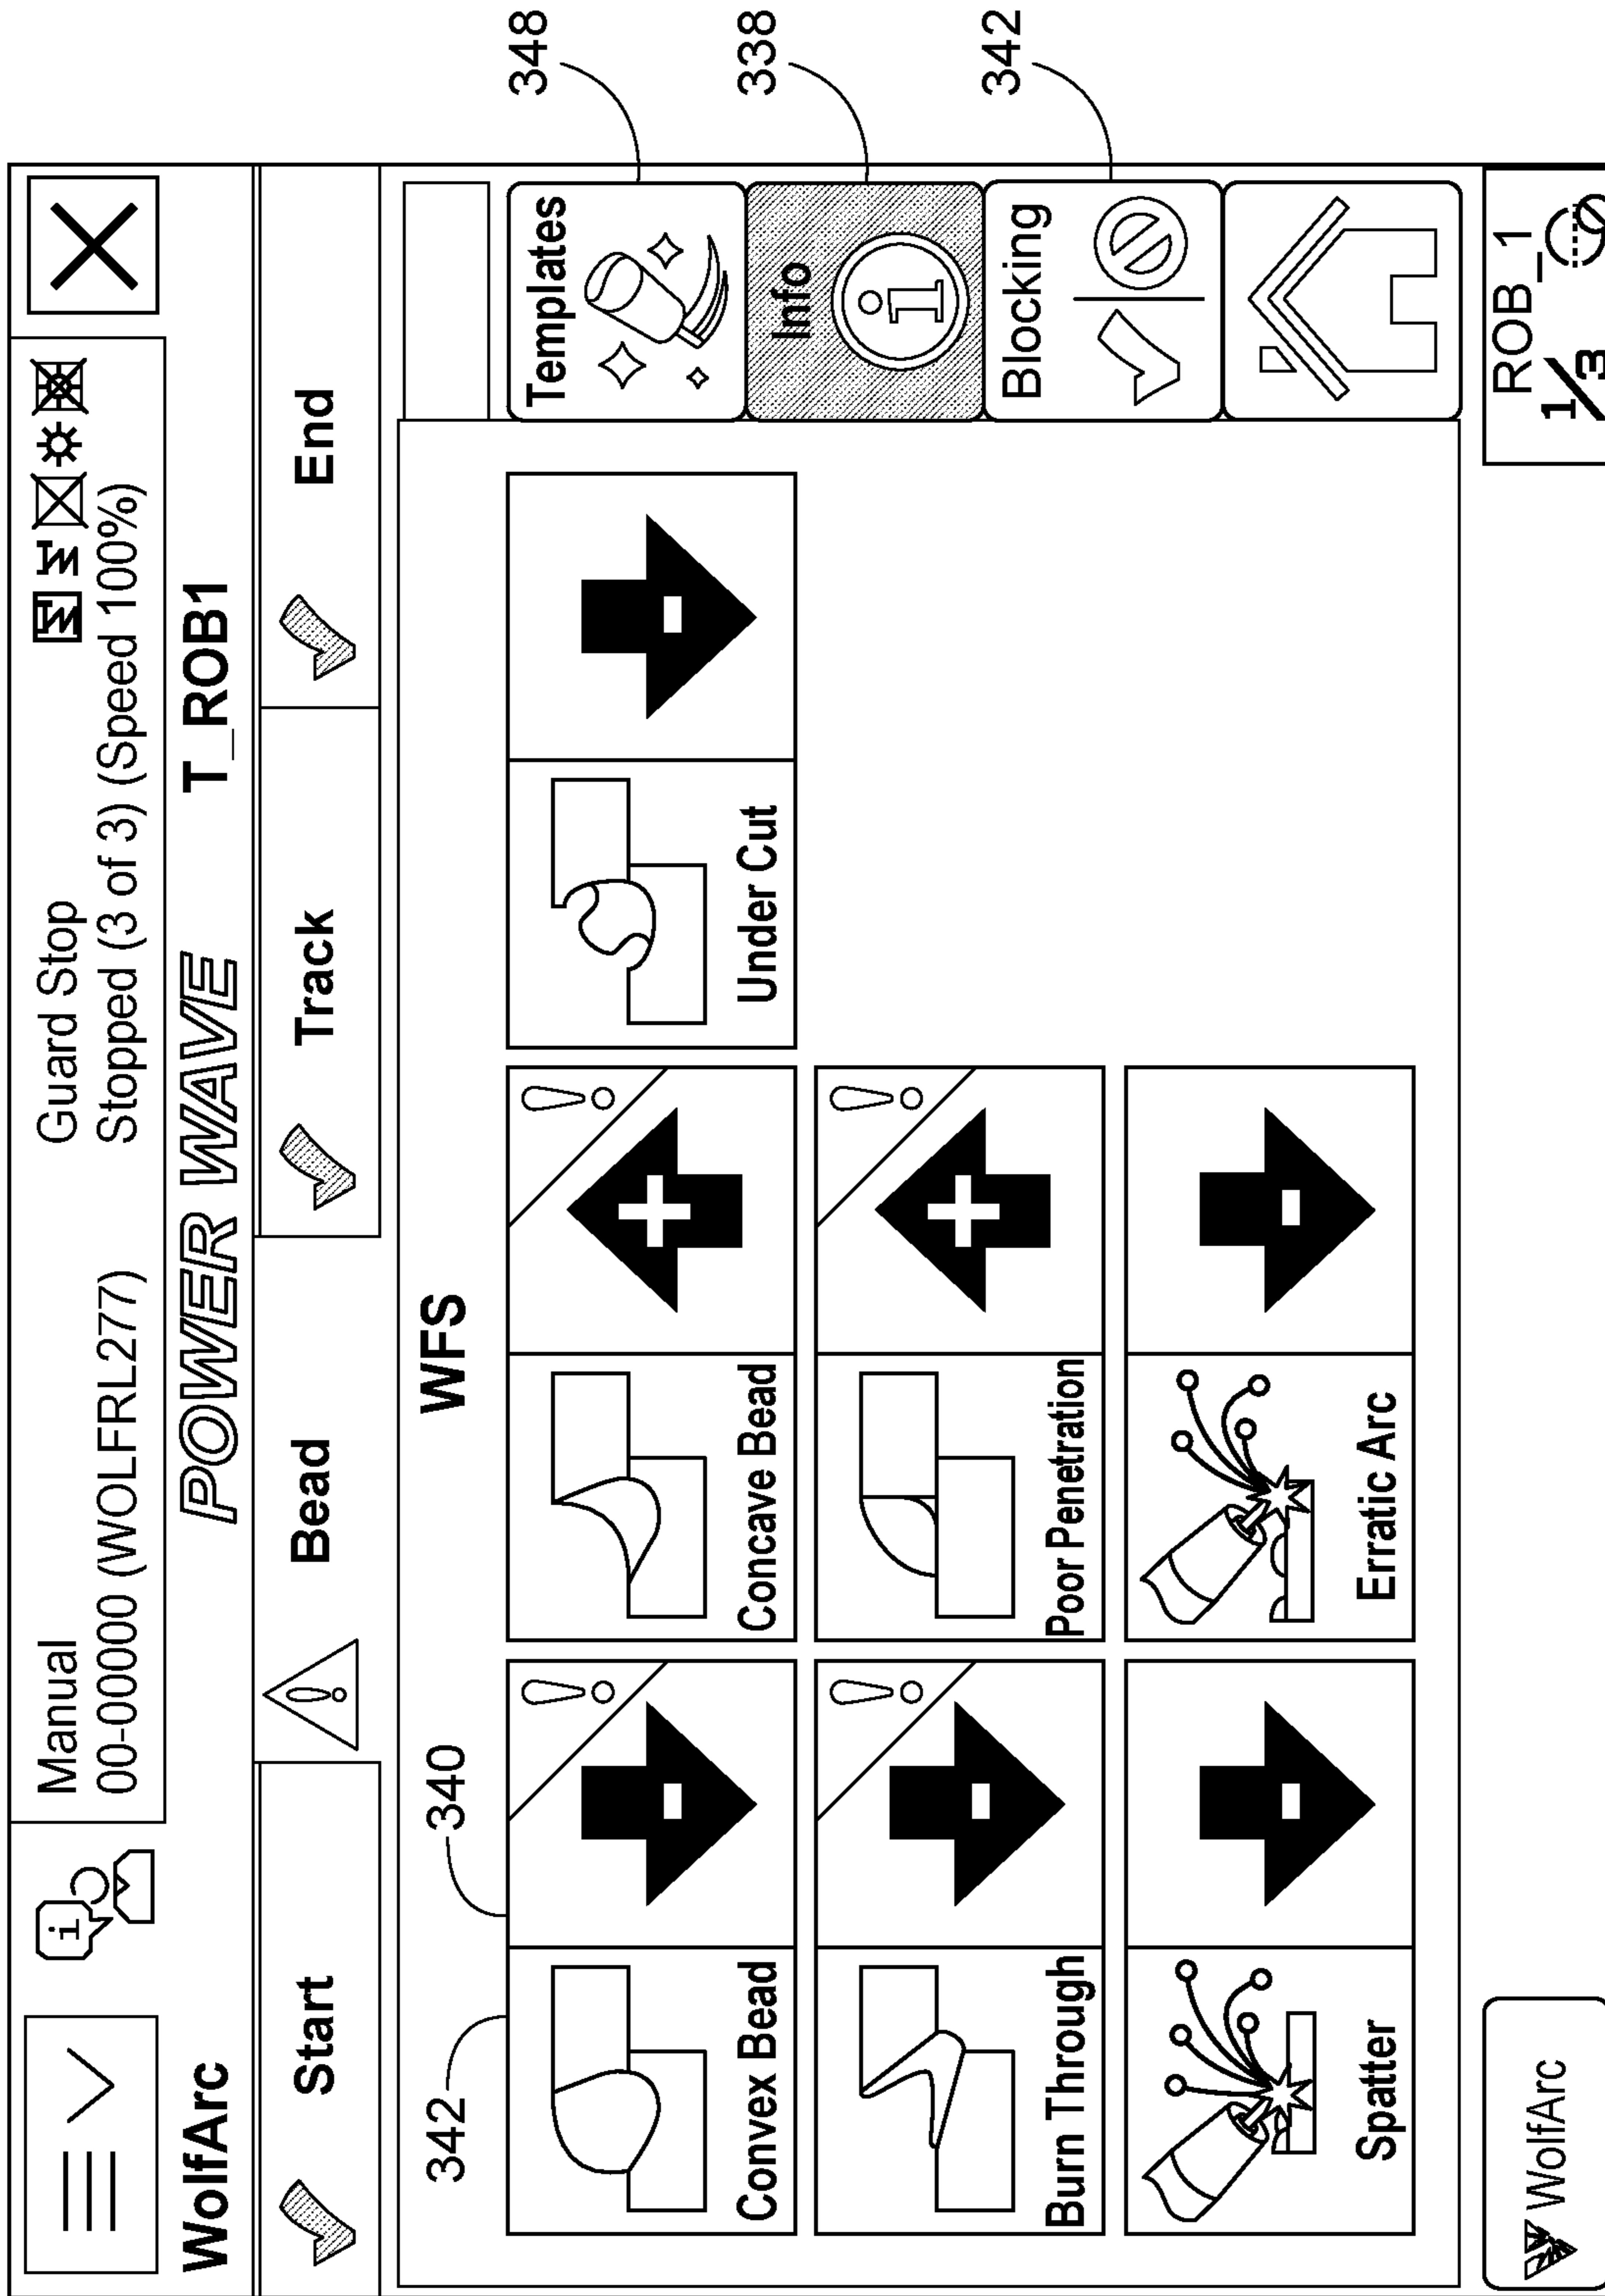 Manual
Guard Stop
00-00000 (WOLFRL277)
Stopped (3 of 3) (Speed 100%)
WolfArc
POWER WAVE
T_ROB1
Start
Bead
Track
End
WFS
342
340
Convex Bead
Concave Bead
Under Cut
Burn Through
Poor Penetration
Spatter
Erratic Arc
Templates
348
Info
i
338
Blocking
342
WolfArc
ROB_1
1/3